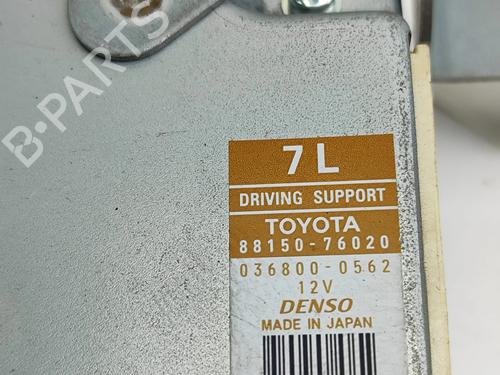 B-PARTS
7L
DRIVING SUPPORT
TOYOTA
88150-76020
036800-0562
12V
DENSO
MADE IN JAPAN